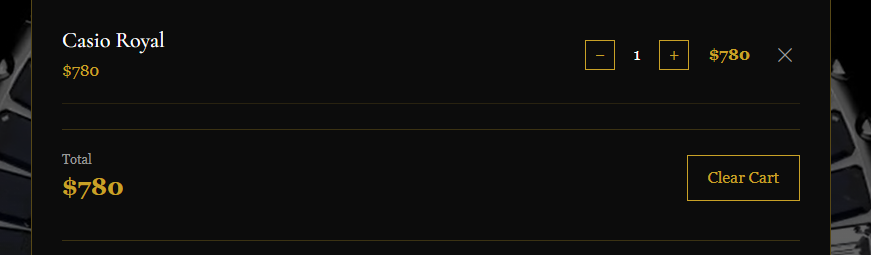 Casio Royal
$780
− 1 + $780 ×
Total
$780
Clear Cart